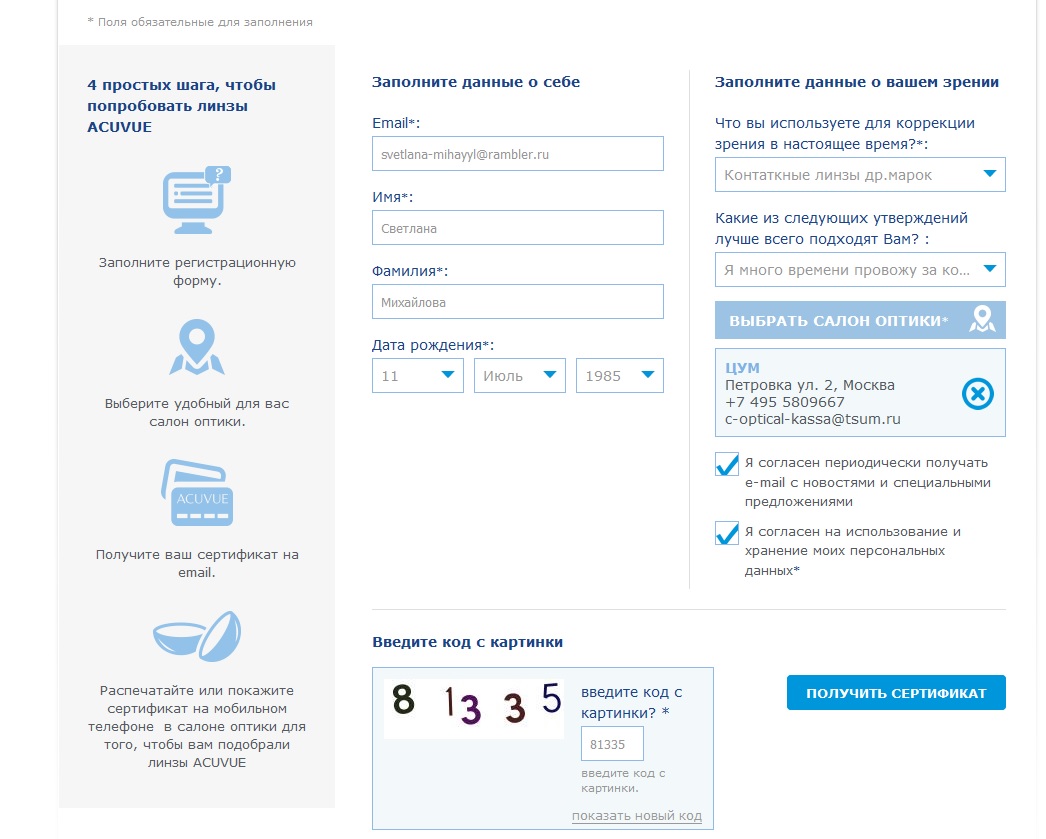 * Поля обязательные для заполнения
4 простых шага, чтобы
попробовать линзы
ACUVUE
?
Заполните регистрационную
форму.
Выберите удобный для вас
салон оптики.
ACUVUE
Получите ваш сертификат на
email.
Распечатайте или покажите
сертификат на мобильном
телефоне в салоне оптики для
того, чтобы вам подобрали
линзы ACUVUE
Заполните данные о себе
Email*:
svetlana-mihayyl@rambler.ru
Имя*:
Светлана
Фамилия*:
Михайлова
Дата рождения*:
11 Июль 1985
Заполните данные о вашем зрении
Что вы используете для коррекции
зрения в настоящее время?*:
Контаткные линзы др.марок
Какие из следующих утверждений
лучше всего подходят Вам? :
Я много времени провожу за ко...
ВЫБРАТЬ САЛОН ОПТИКИ*
ЦУМ
Петровка ул. 2, Москва
+7 495 5809667
c-optical-kassa@tsum.ru
Я согласен периодически получать
e-mail с новостями и специальными
предложениями
Я согласен на использование и
хранение моих персональных
данных*
Введите код с картинки
8 1 3 3 5
введите код с
картинки? *
81335
введите код с
картинки.
показать новый код
ПОЛУЧИТЬ СЕРТИФИКАТ